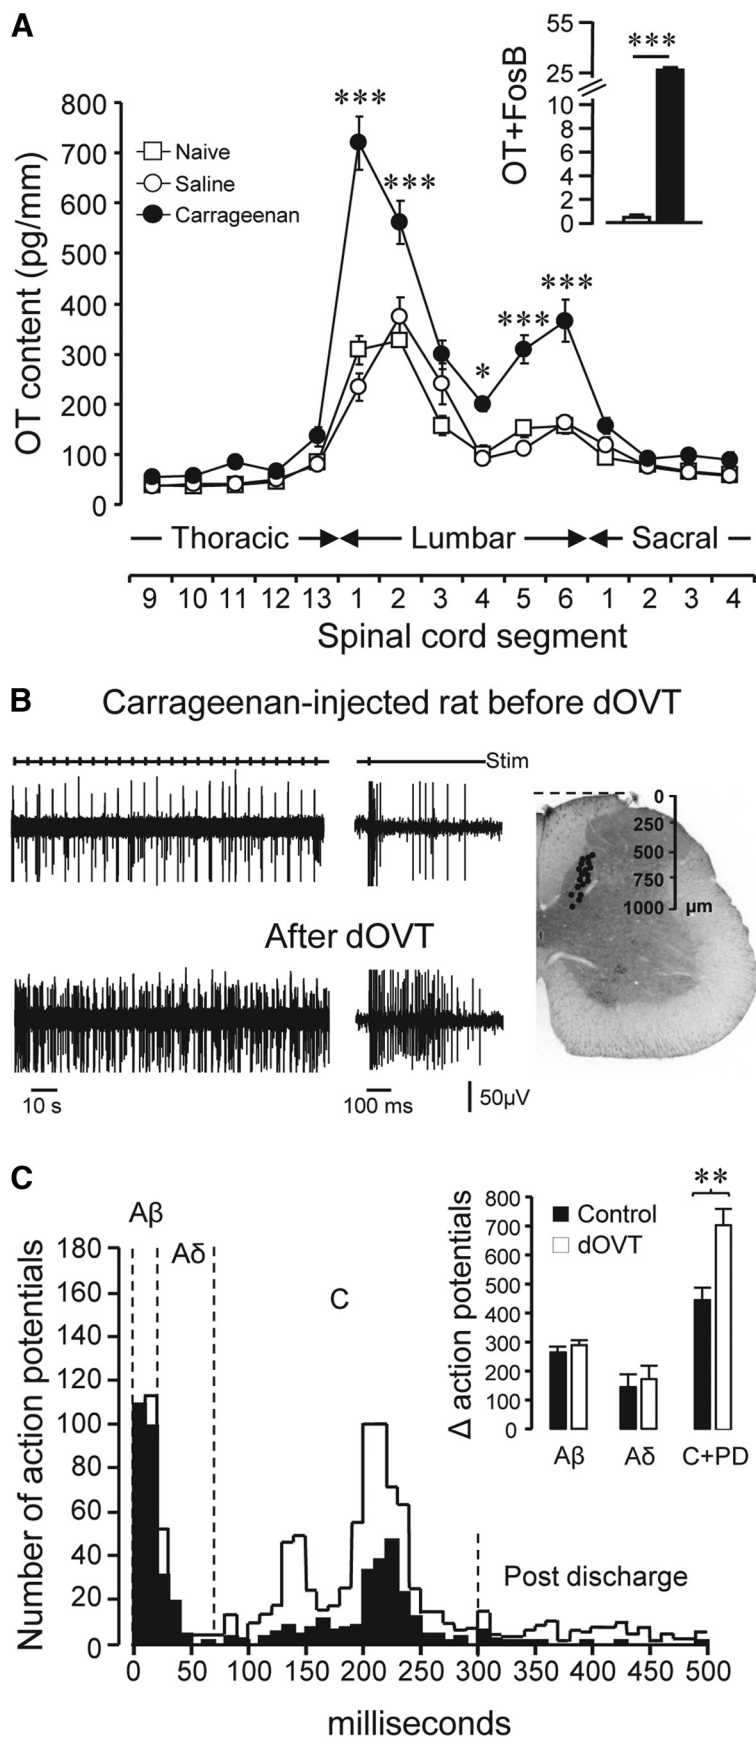 A
OT content (pg/mm)
800
700
600
500
400
300
200
100
0
Naive
Saline
Carrageenan
***
***
*
***
***
OT+FosB
55
25
10
8
6
4
2
0
***
Thoracic
Lumbar
Sacral
9 10 11 12 13 1 2 3 4 5 6 1 2 3 4
Spinal cord segment
B Carrageenan-injected rat before dOVT
Stim
0
250
500
750
1000 µm
After dOVT
10 s
100 ms
50µV
C
Aβ
Aδ
C
Number of action potentials
180
160
140
120
100
80
60
40
20
0
Post discharge
0 50 100 150 200 250 300 350 400 450 500
milliseconds
Δ action potentials
800
700
600
500
400
300
200
100
0
Control
dOVT
**
Aβ Aδ C+PD